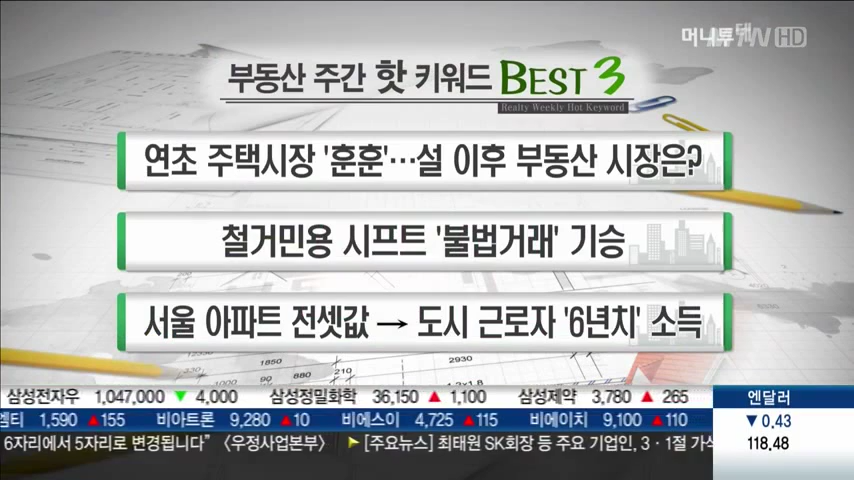 머니투데
MTN HD
부동산 주간 핫 키워드 BEST 3
Realty Weekly Hot Keyword
연초 주택시장 '훈훈'…설 이후 부동산 시장은?
철거민용 시프트 '불법거래' 기승
서울 아파트 전셋값 → 도시 근로자 '6년치' 소득
삼성전자우 1,047,000 ▼ 4,000 삼성정밀화학 36,150 ▲ 1,100 삼성제약 3,780 ▲ 265
엔달러
엠티 1,590 ▲155 비아트론 9,280 ▲10 비에스이 4,725 ▲115 비에이치 9,100 ▲110
▼0.43
6자리에서 5자리로 변경됩니다" 〈우정사업본부〉 ▶ [주요뉴스] 최태원 SK회장 등 주요 기업인, 3·1절 가석
118.48